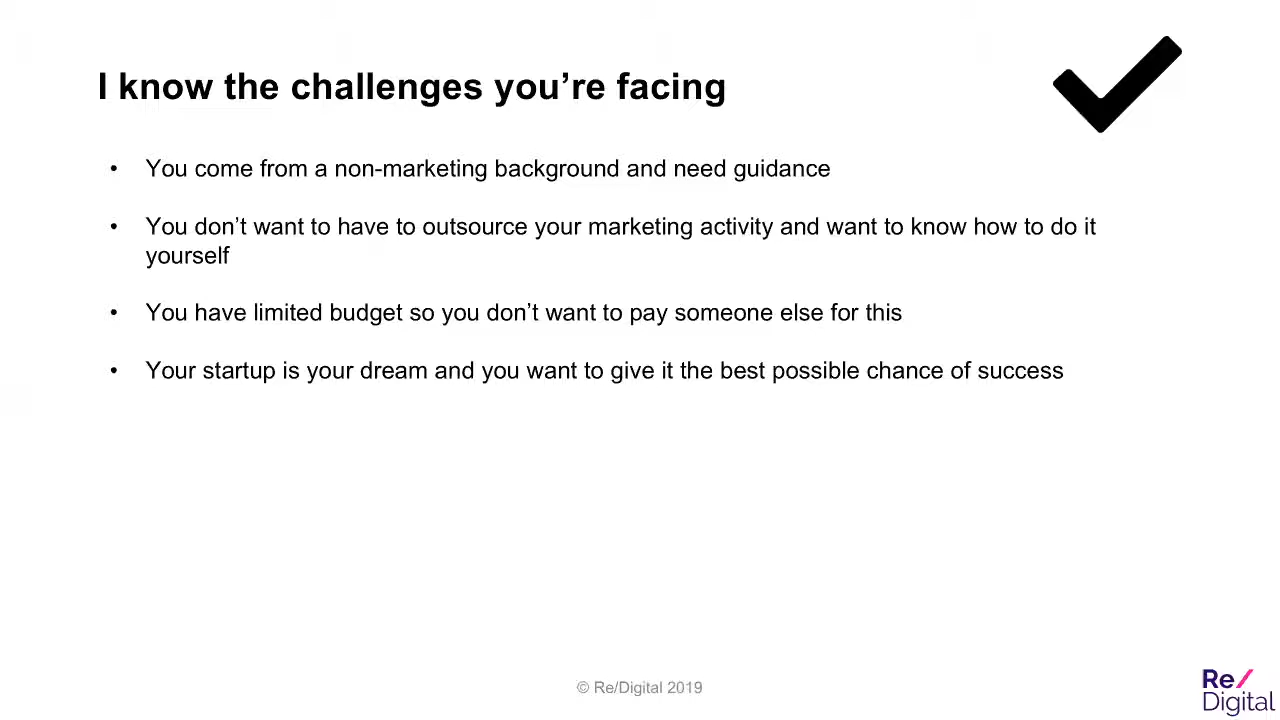 I know the challenges you’re facing
• You come from a non-marketing background and need guidance
• You don’t want to have to outsource your marketing activity and want to know how to do it
yourself
• You have limited budget so you don’t want to pay someone else for this
• Your startup is your dream and you want to give it the best possible chance of success
© Re/Digital 2019
Re/
Digital